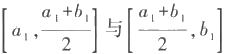 [a₁, (a₁+b₁)/2] 与 [(a₁+b₁)/2, b₁]